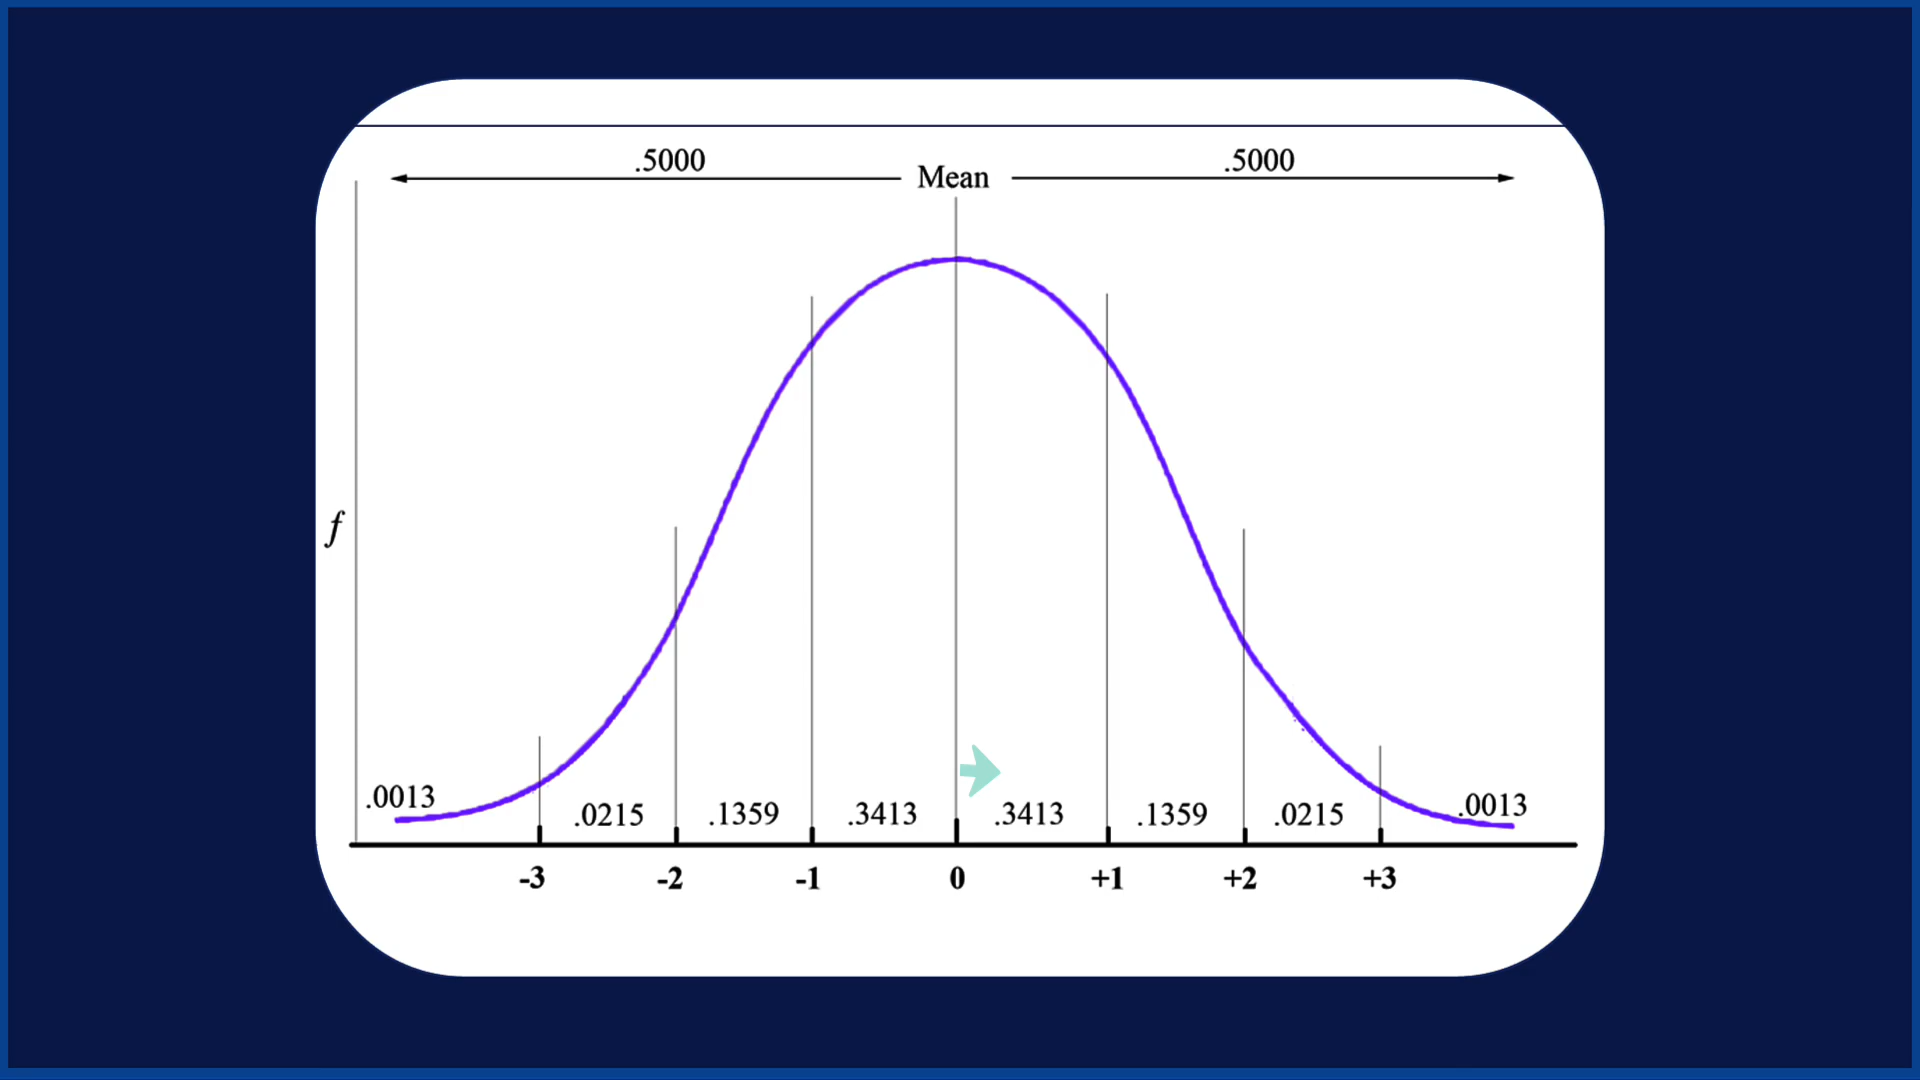 .5000 Mean .5000
f
.0013 .0215 .1359 .3413 .3413 .1359 .0215 .0013
-3 -2 -1 0 +1 +2 +3